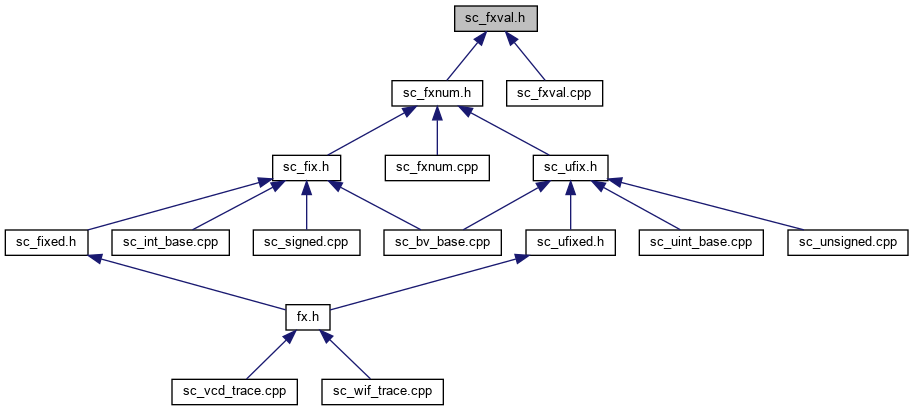 sc_fxval.h
sc_fxnum.h
sc_fxval.cpp
sc_fix.h
sc_fxnum.cpp
sc_ufix.h
sc_fixed.h
sc_int_base.cpp
sc_signed.cpp
sc_bv_base.cpp
sc_ufixed.h
sc_uint_base.cpp
sc_unsigned.cpp
fx.h
sc_vcd_trace.cpp
sc_wif_trace.cpp